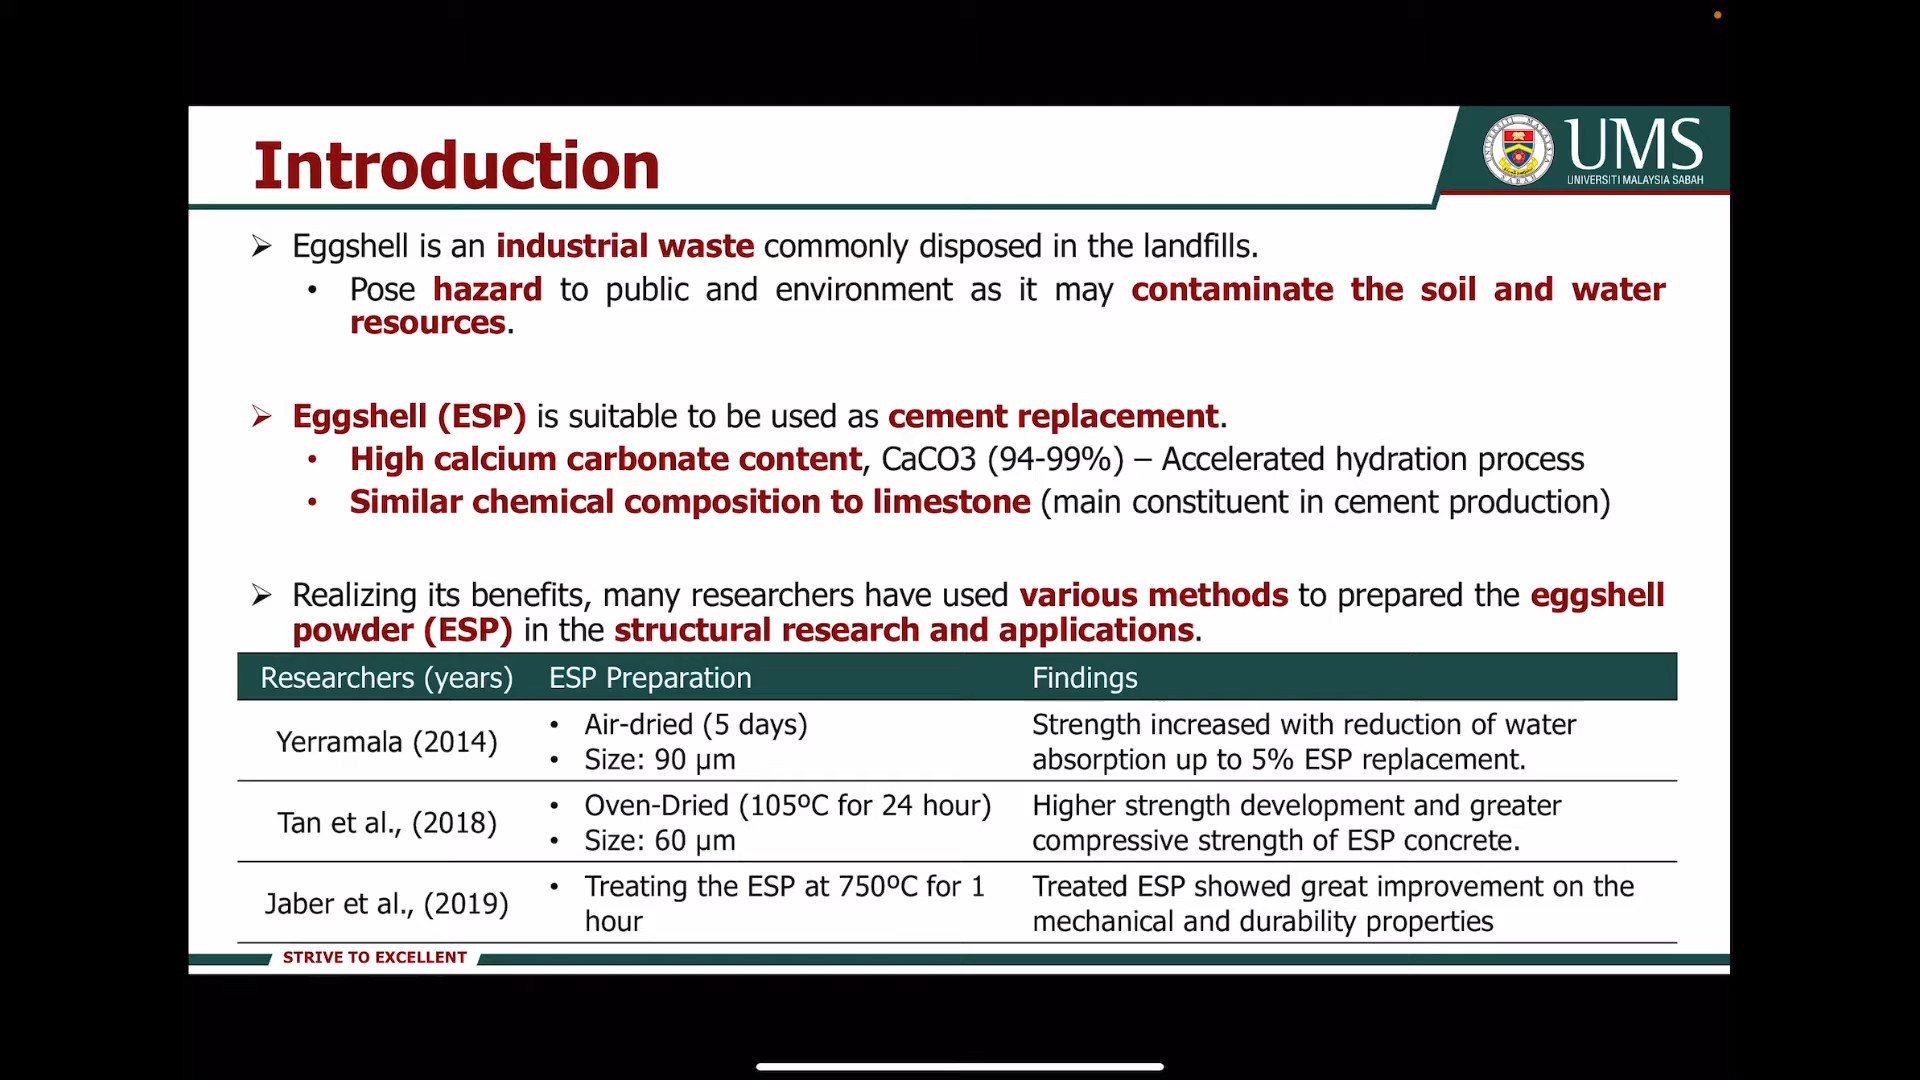 Introduction
UMS
UNIVERSITI MALAYSIA SABAH
➢ Eggshell is an industrial waste commonly disposed in the landfills.
• Pose hazard to public and environment as it may contaminate the soil and water
resources.
➢ Eggshell (ESP) is suitable to be used as cement replacement.
• High calcium carbonate content, CaCO3 (94-99%) – Accelerated hydration process
• Similar chemical composition to limestone (main constituent in cement production)
➢ Realizing its benefits, many researchers have used various methods to prepared the eggshell
powder (ESP) in the structural research and applications.
Researchers (years) ESP Preparation Findings
Yerramala (2014)
• Air-dried (5 days)
• Size: 90 µm
Strength increased with reduction of water
absorption up to 5% ESP replacement.
Tan et al., (2018)
• Oven-Dried (105ºC for 24 hour)
• Size: 60 µm
Higher strength development and greater
compressive strength of ESP concrete.
Jaber et al., (2019)
• Treating the ESP at 750ºC for 1
hour
Treated ESP showed great improvement on the
mechanical and durability properties
STRIVE TO EXCELLENT